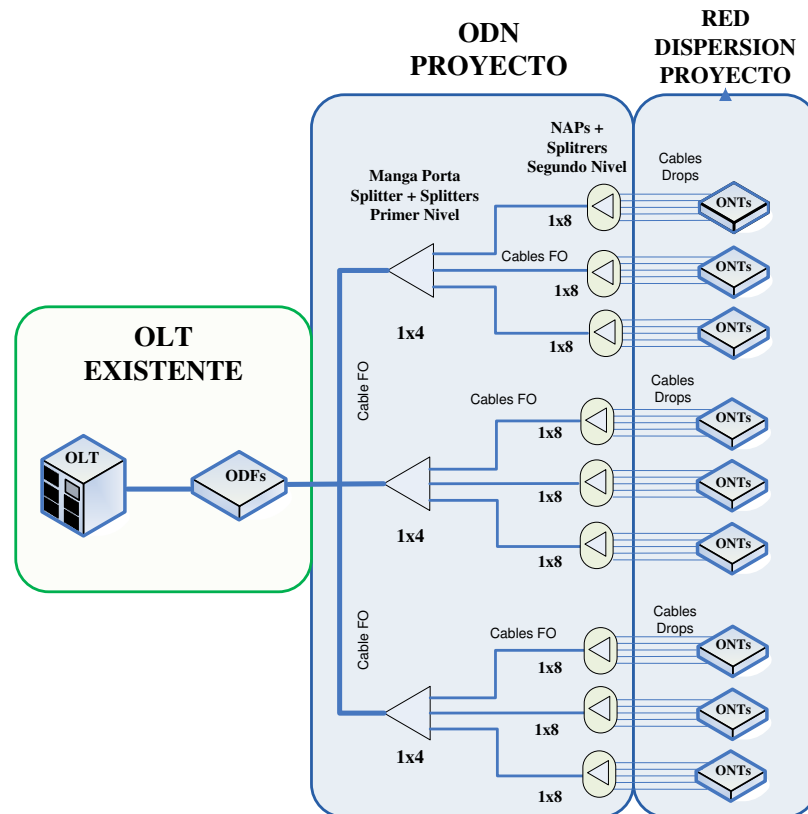 ODN
PROYECTO
RED
DISPERSION
PROYECTO
NAPs +
Splitrers
Segundo Nivel
Manga Porta
Splitter + Splitters
Primer Nivel
Cables
Drops
ONTs
1x8
Cables FO
ONTs
1x8
ONTs
1x4
1x8
OLT
EXISTENTE
Cable FO
Cables
Drops
Cables FO
ONTs
1x8
OLT
ODFs
ONTs
1x8
1x4
ONTs
1x8
Cable FO
Cables
Drops
Cables FO
ONTs
1x8
ONTs
1x8
1x4
ONTs
1x8